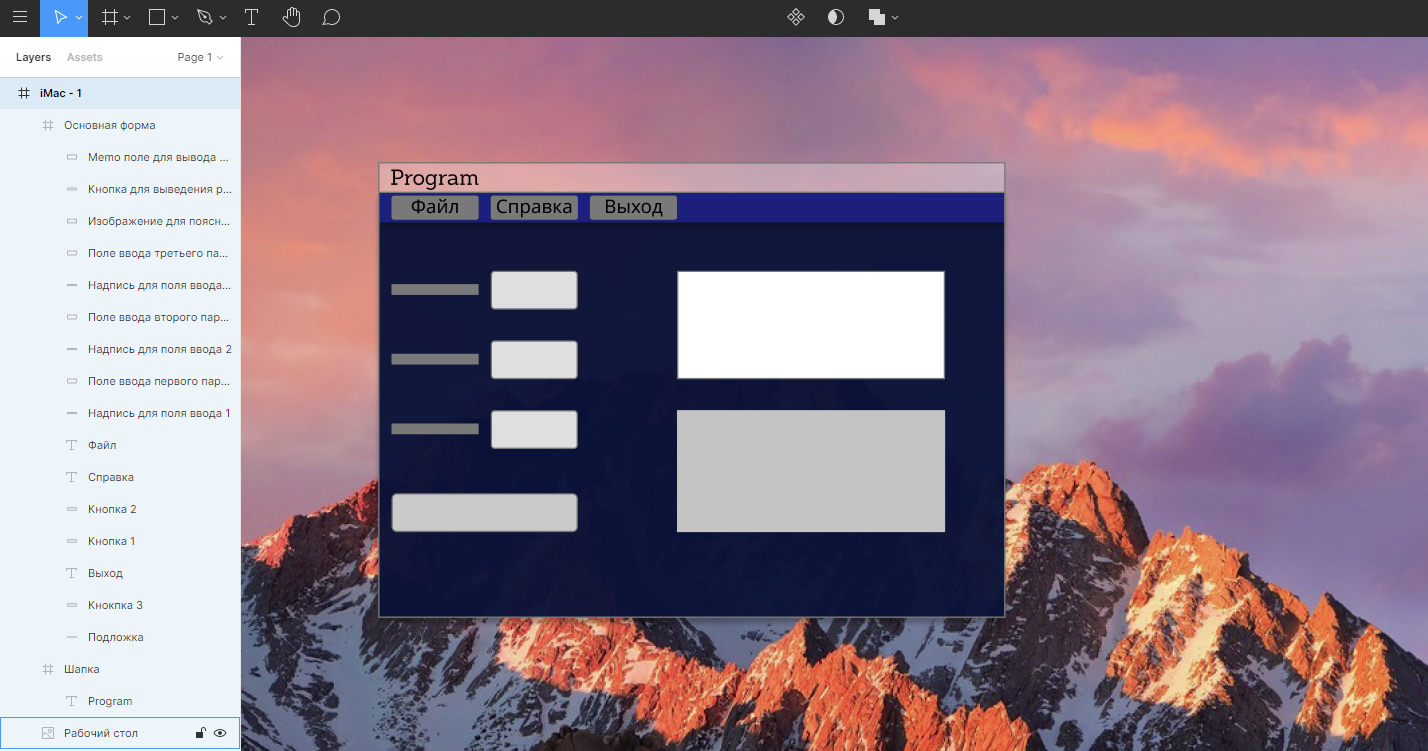 Layers Assets Page 1
iMac - 1
Основная форма
Memo поле для вывода ...
Кнопка для выведения р...
Изображение для поясн...
Поле ввода третьего па...
Надпись для поля ввода...
Поле ввода второго пар...
Надпись для поля ввода 2
Поле ввода первого пар...
Надпись для поля ввода 1
Файл
Справка
Кнопка 2
Кнопка 1
Выход
Кнокпка 3
Подложка
Шапка
Program
Рабочий стол
Program
Файл Справка Выход